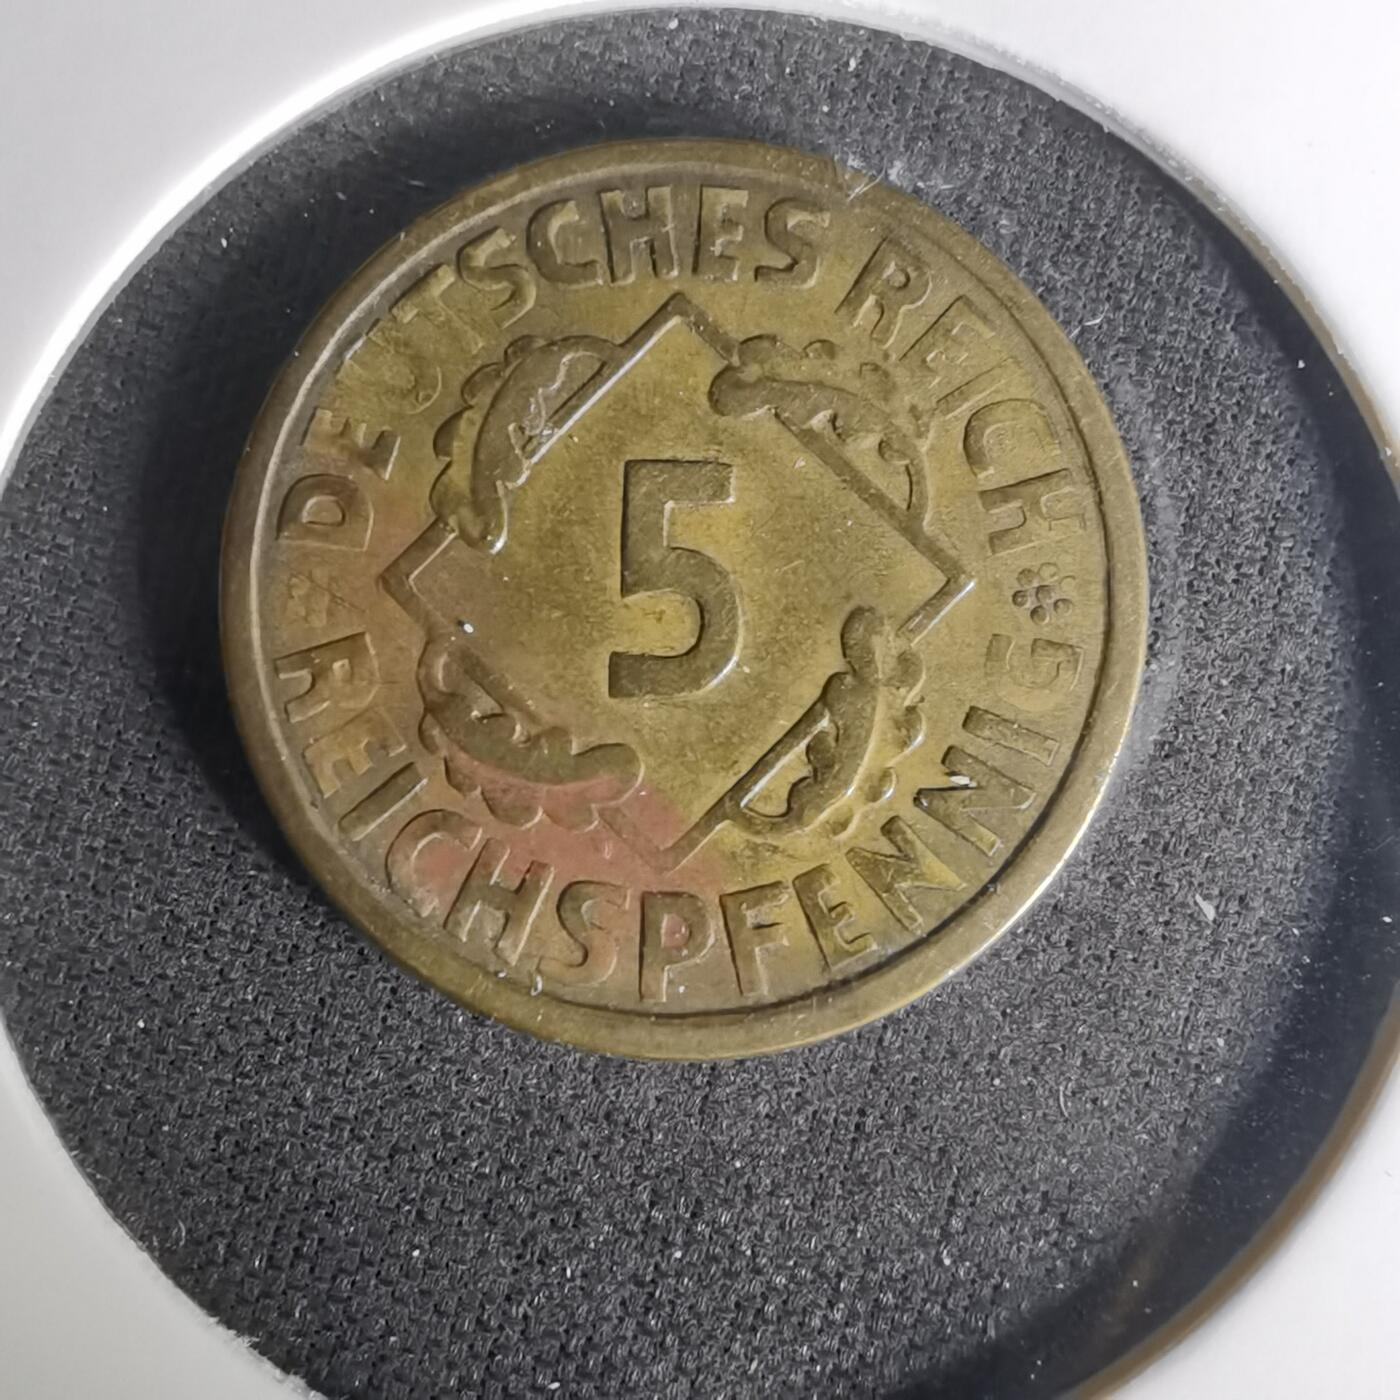 DEUTSCHES REICH
5
REICHSPFENNIG